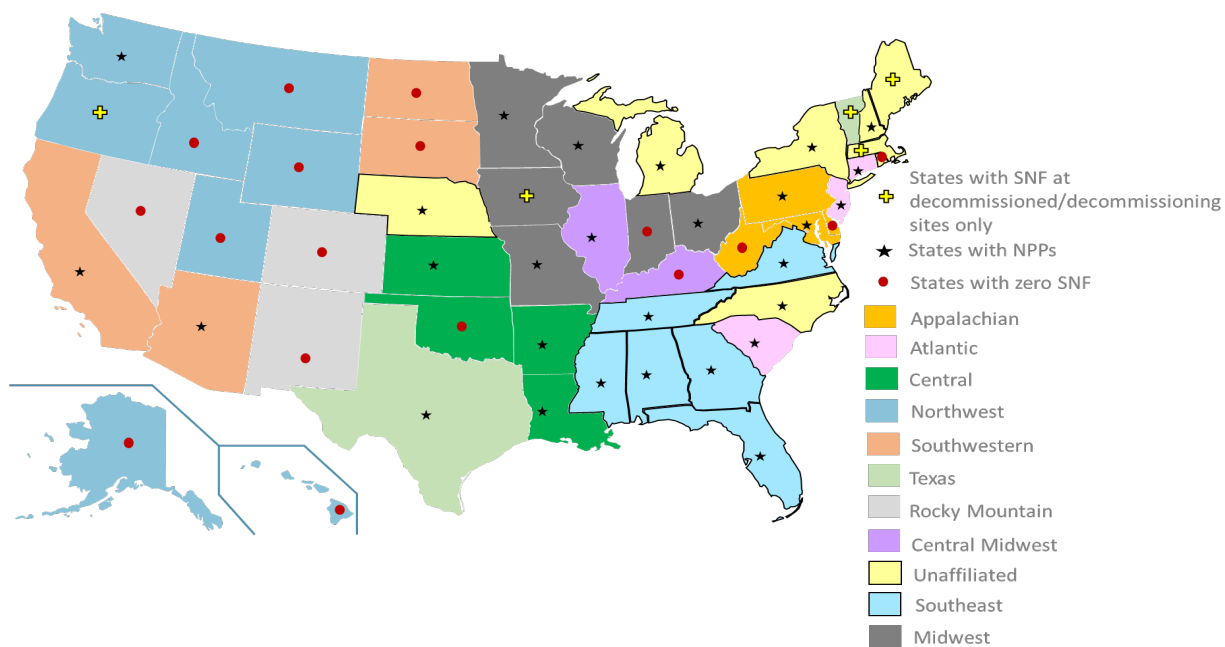 States with SNF at
decommissioned/decommissioning
sites only
States with NPPs
States with zero SNF
Appalachian
Atlantic
Central
Northwest
Southwestern
Texas
Rocky Mountain
Central Midwest
Unaffiliated
Southeast
Midwest